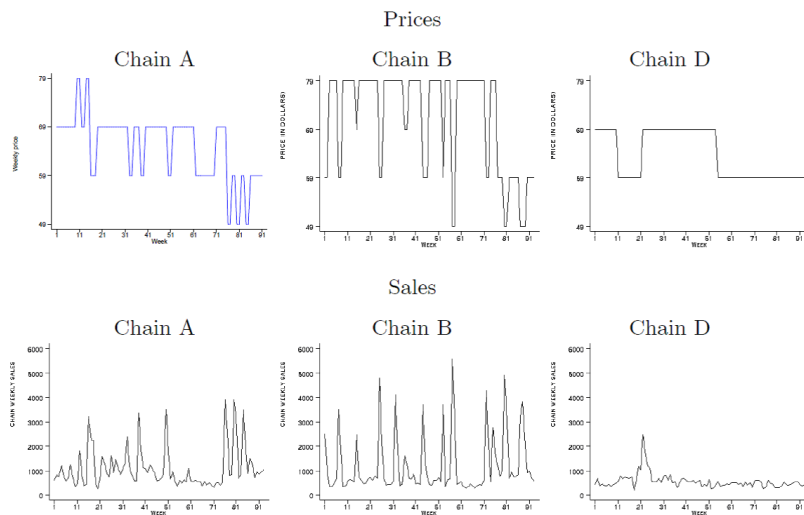 Prices
Chain A
Chain B
Chain D
Weekly price
79
69
59
49
1 11 21 31 41 51 61 71 81 91
Week
PRICE (IN DOLLARS)
79
69
59
49
1 11 21 31 41 51 61 71 81 91
WEEK
PRICE (IN DOLLARS)
79
69
59
49
1 11 21 31 41 51 61 71 81 91
WEEK
Sales
Chain A
Chain B
Chain D
CHAIN WEEKLY SALES
6000
5000
4000
3000
2000
1000
0
1 11 21 31 41 51 61 71 81 91
WEEK
CHAIN WEEKLY SALES
6000
5000
4000
3000
2000
1000
0
1 11 21 31 41 51 61 71 81 91
WEEK
CHAIN WEEKLY SALES
6000
5000
4000
3000
2000
1000
0
1 11 21 31 41 51 61 71 81 91
WEEK